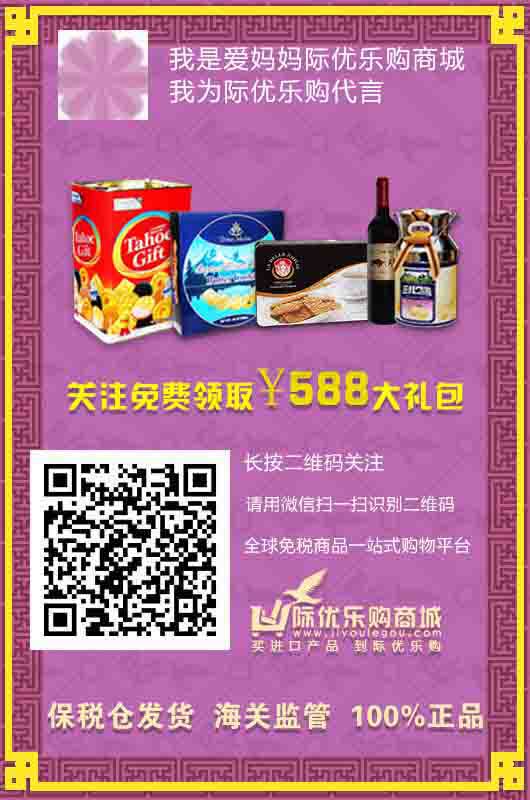 我是爱妈妈际优乐购商城
我为际优乐购代言
Tahoe
Gift
Tahoe
Gift
关注免费领取￥588大礼包
长按二维码关注
请用微信扫一扫识别二维码
全球免税商品一站式购物平台
际优乐购商城
www.jiyoulegou.com
买进口产品 到际优乐购
保税仓发货 海关监管 100%正品